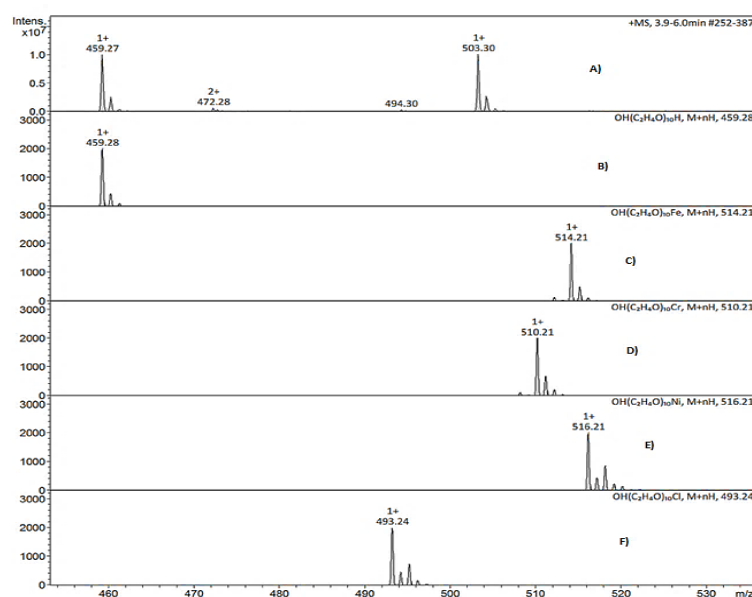 Intens.
x10⁷
+MS, 3.9-6.0min #252-387
1+
459.27
2+
472.28
494.30
1+
503.30
A)
1.0
0.5
0.0
OH(C₂H₄O)₁₀H, M+nH, 459.28
1+
459.28
B)
3000
2000
1000
0
OH(C₂H₄O)₁₀Fe, M+nH, 514.21
1+
514.21
C)
3000
2000
1000
0
OH(C₂H₄O)₁₀Cr, M+nH, 510.21
1+
510.21
D)
3000
2000
1000
0
OH(C₂H₄O)₁₀Ni, M+nH, 516.21
1+
516.21
E)
3000
2000
1000
0
OH(C₂H₄O)₁₀Cl, M+nH, 493.24
1+
493.24
F)
3000
2000
1000
0
460 470 480 490 500 510 520 530 m/z